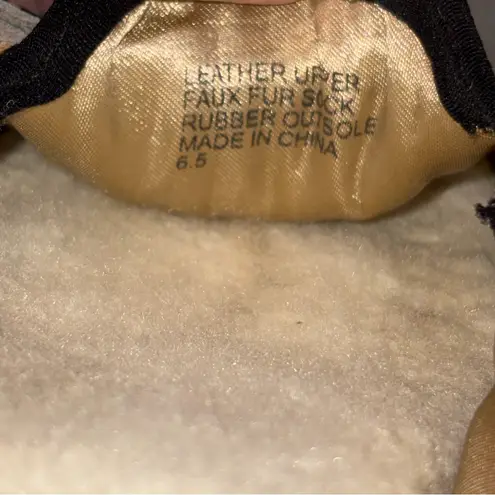 LEATHER UPPER
FAUX FUR SOCK
RUBBER OUTSOLE
MADE IN CHINA
6.5